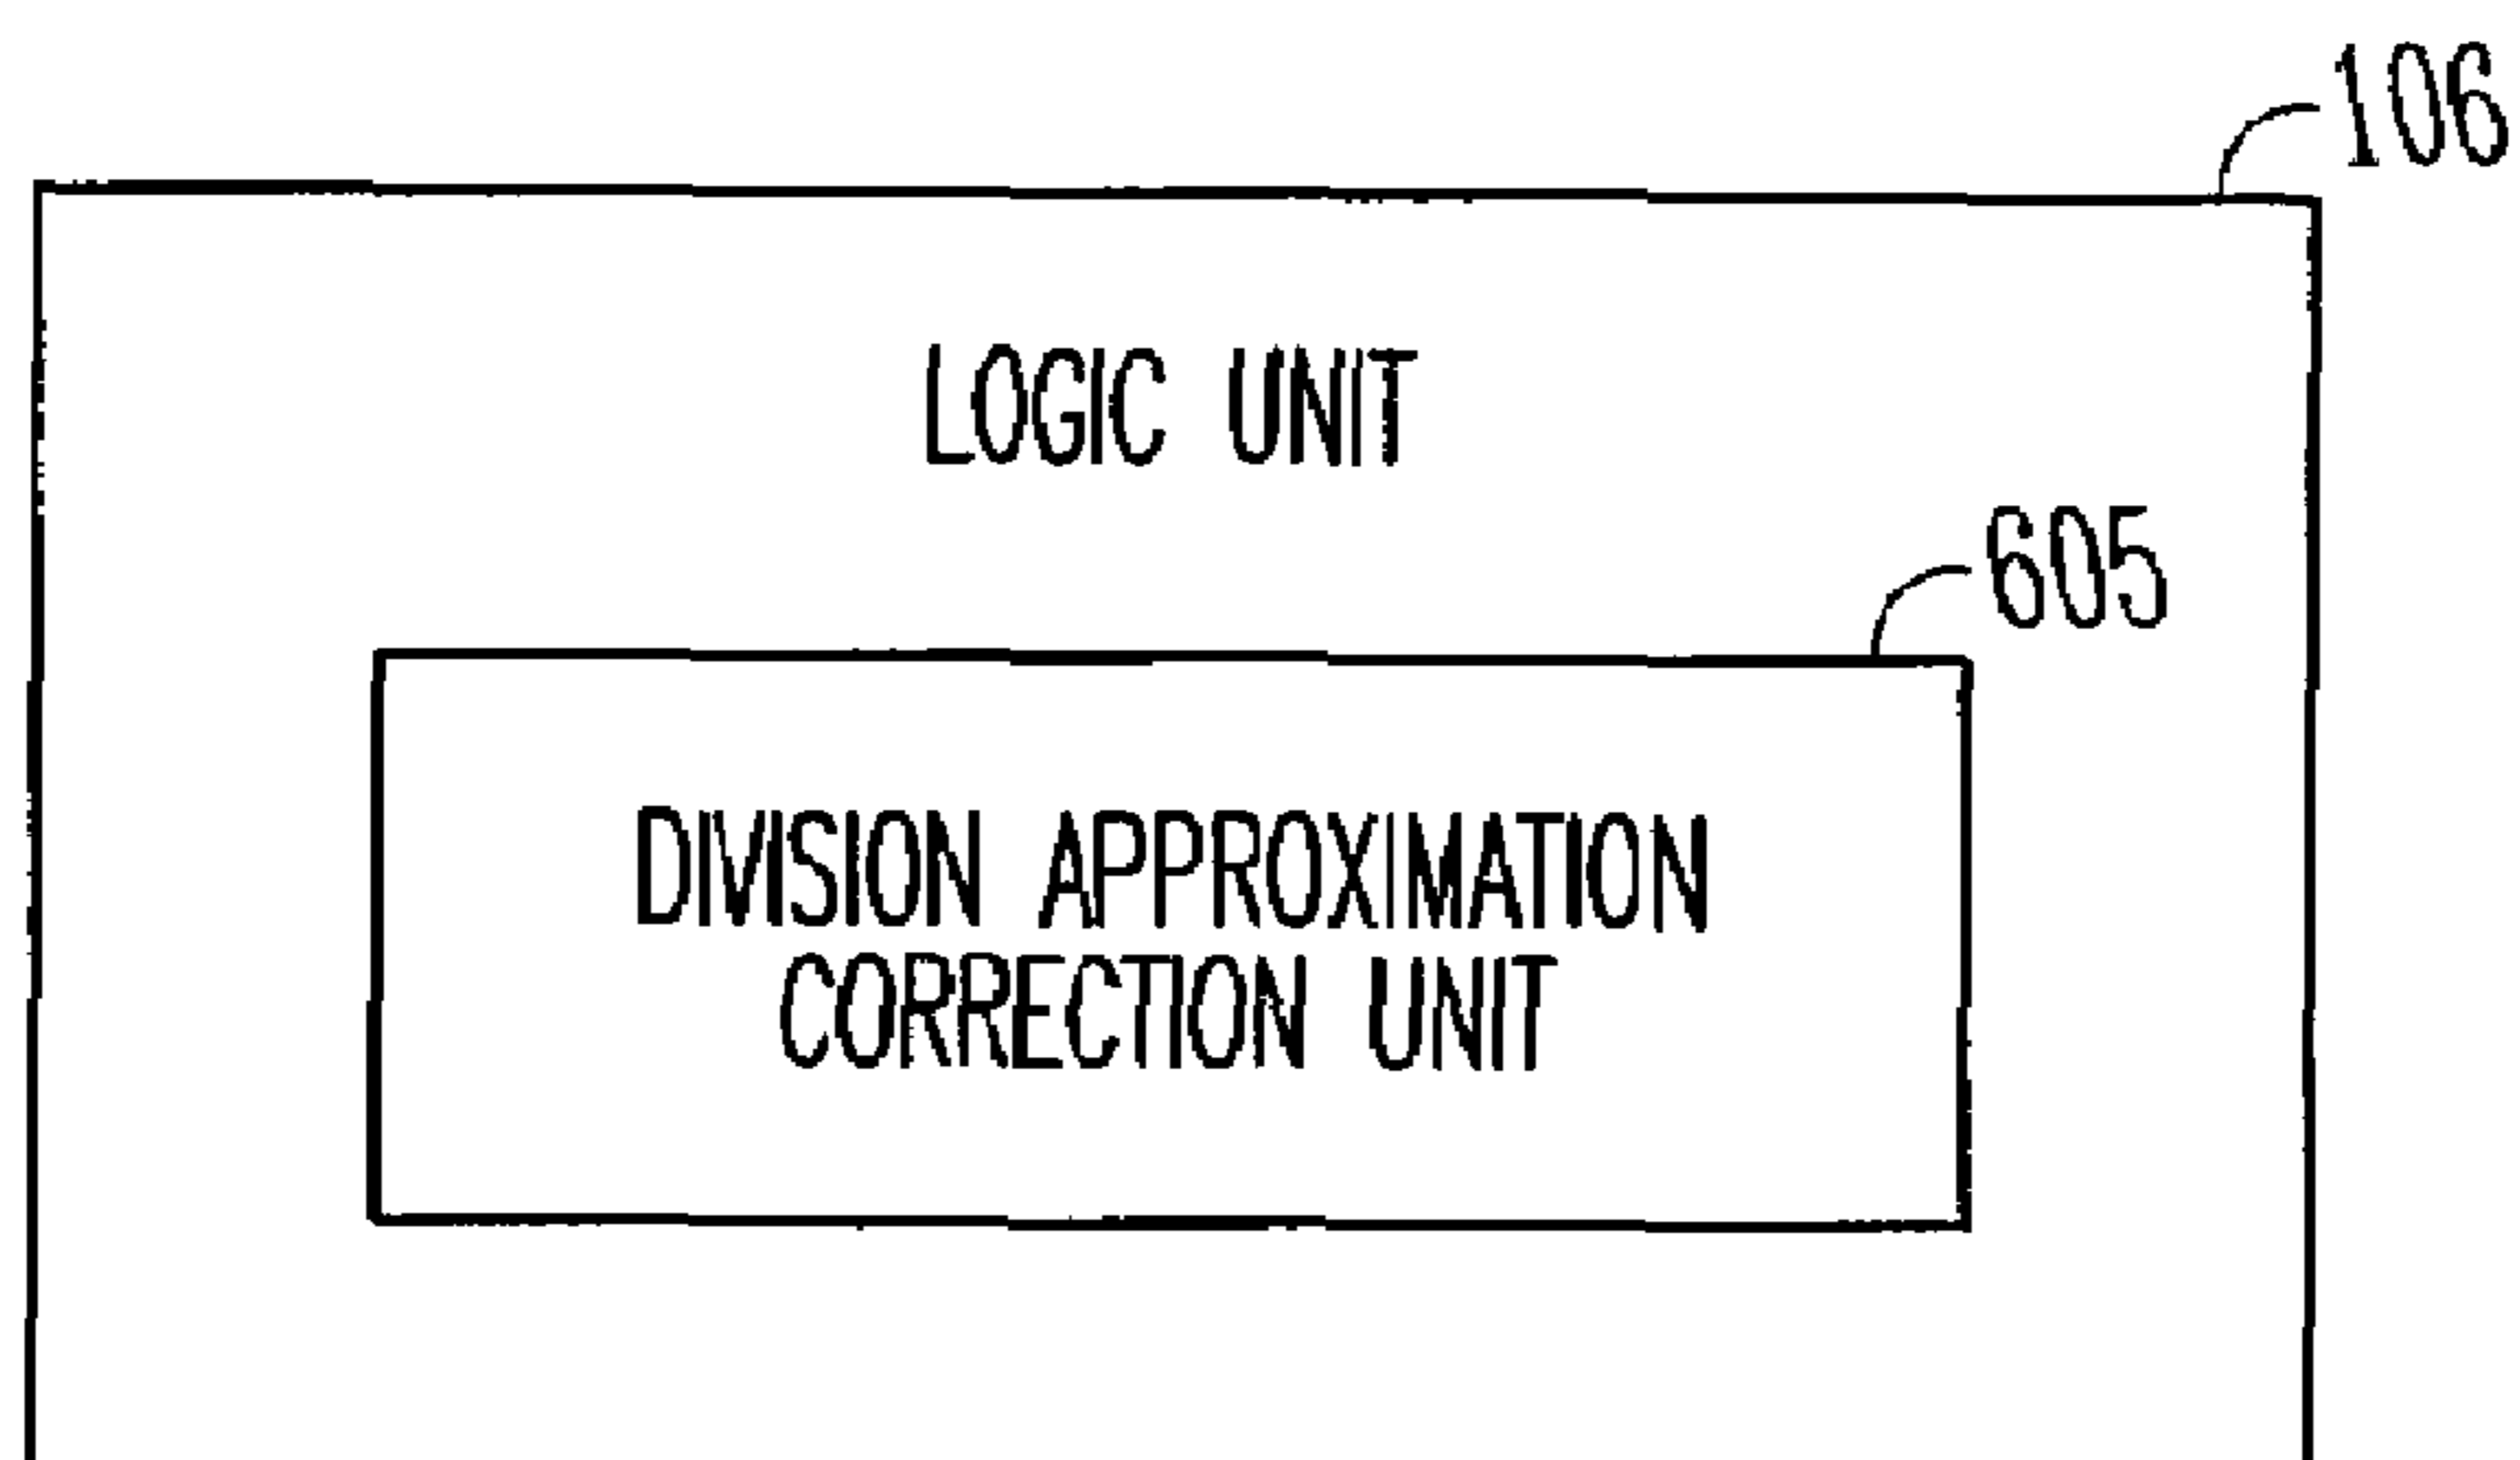 106
LOGIC UNIT
605
DIVISION APPROXIMATION
CORRECTION UNIT